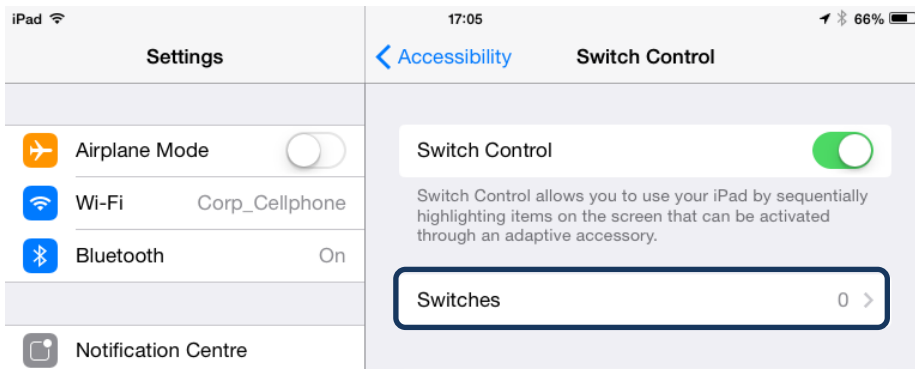 iPad 17:05 66%
Settings
Accessibility Switch Control
Airplane Mode
Wi-Fi Corp_Cellphone
Bluetooth On
Notification Centre
Switch Control
Switch Control allows you to use your iPad by sequentially
highlighting items on the screen that can be activated
through an adaptive accessory.
Switches 0